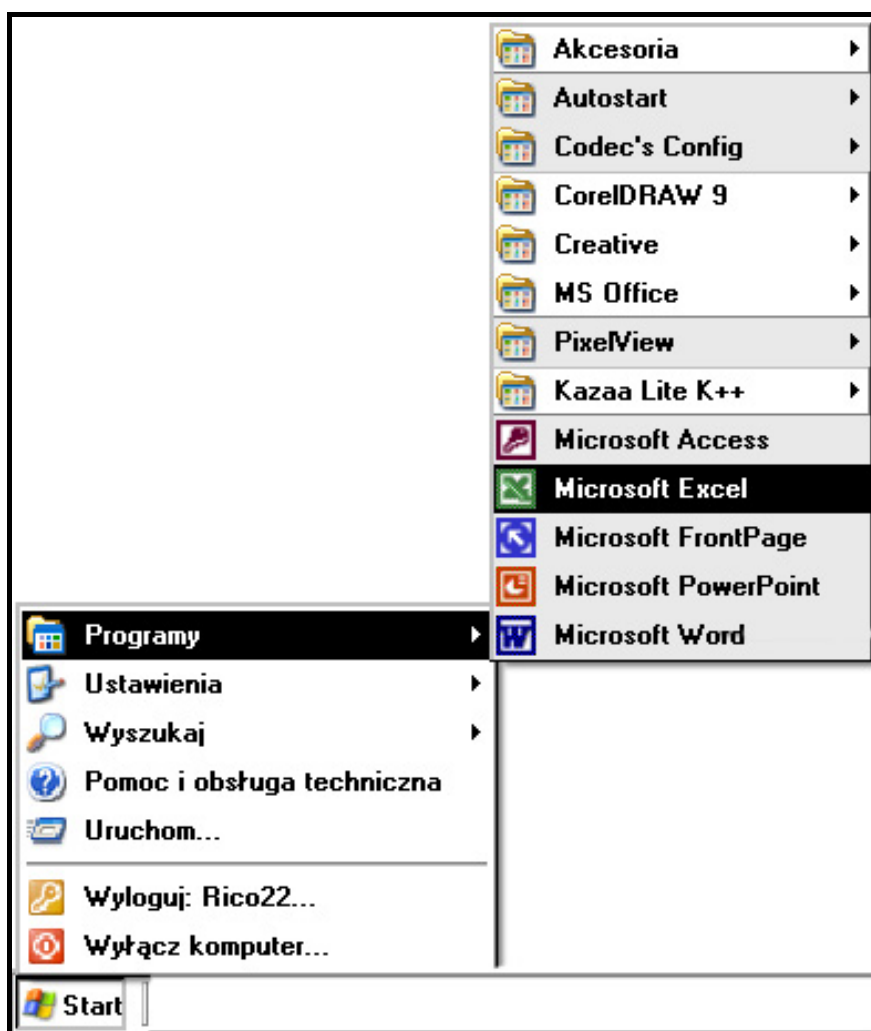 Akcesoria
Autostart
Codec's Config
CorelDRAW 9
Creative
MS Office
PixelView
Kazaa Lite K++
Microsoft Access
Microsoft Excel
Microsoft FrontPage
Microsoft PowerPoint
Microsoft Word
Programy
Ustawienia
Wyszukaj
Pomoc i obsługa techniczna
Uruchom...
Wyloguj: Rico22...
Wyłącz komputer...
Start